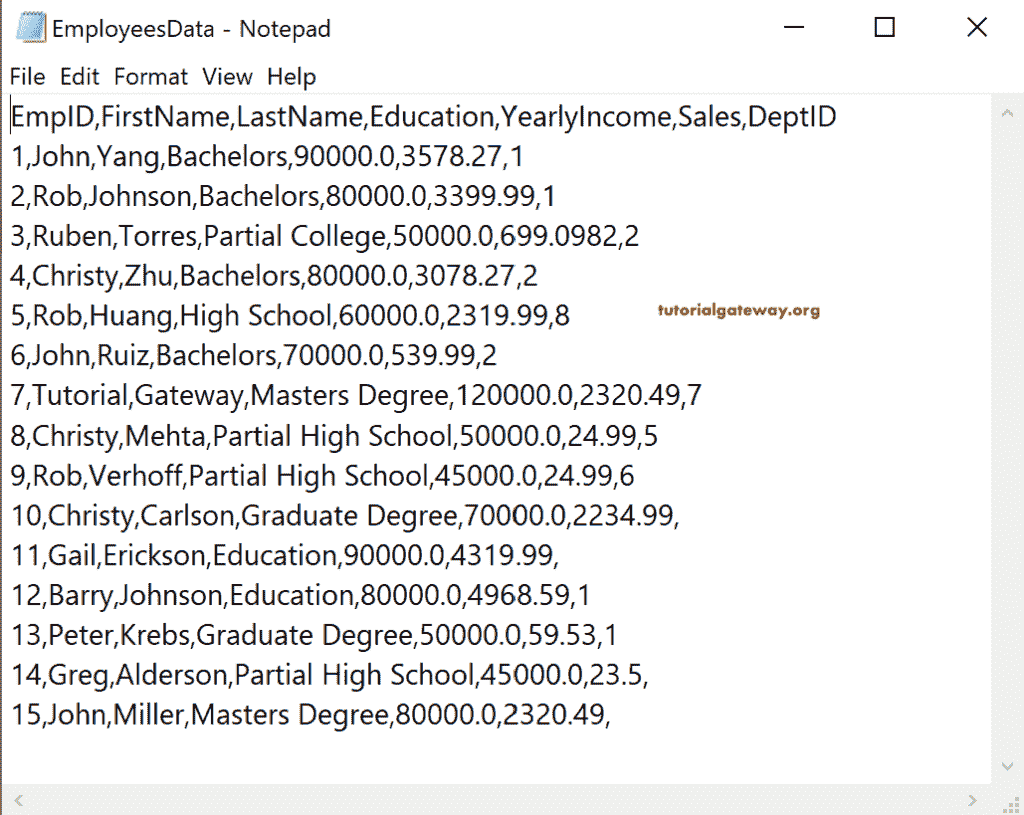 EmployeesData - Notepad
File Edit Format View Help
EmpID,FirstName,LastName,Education,YearlyIncome,Sales,DeptID
1,John,Yang,Bachelors,90000.0,3578.27,1
2,Rob,Johnson,Bachelors,80000.0,3399.99,1
3,Ruben,Torres,Partial College,50000.0,699.0982,2
4,Christy,Zhu,Bachelors,80000.0,3078.27,2
5,Rob,Huang,High School,60000.0,2319.99,8
tutorialgateway.org
6,John,Ruiz,Bachelors,70000.0,539.99,2
7,Tutorial,Gateway,Masters Degree,120000.0,2320.49,7
8,Christy,Mehta,Partial High School,50000.0,24.99,5
9,Rob,Verhoff,Partial High School,45000.0,24.99,6
10,Christy,Carlson,Graduate Degree,70000.0,2234.99,
11,Gail,Erickson,Education,90000.0,4319.99,
12,Barry,Johnson,Education,80000.0,4968.59,1
13,Peter,Krebs,Graduate Degree,50000.0,59.53,1
14,Greg,Alderson,Partial High School,45000.0,23.5,
15,John,Miller,Masters Degree,80000.0,2320.49,